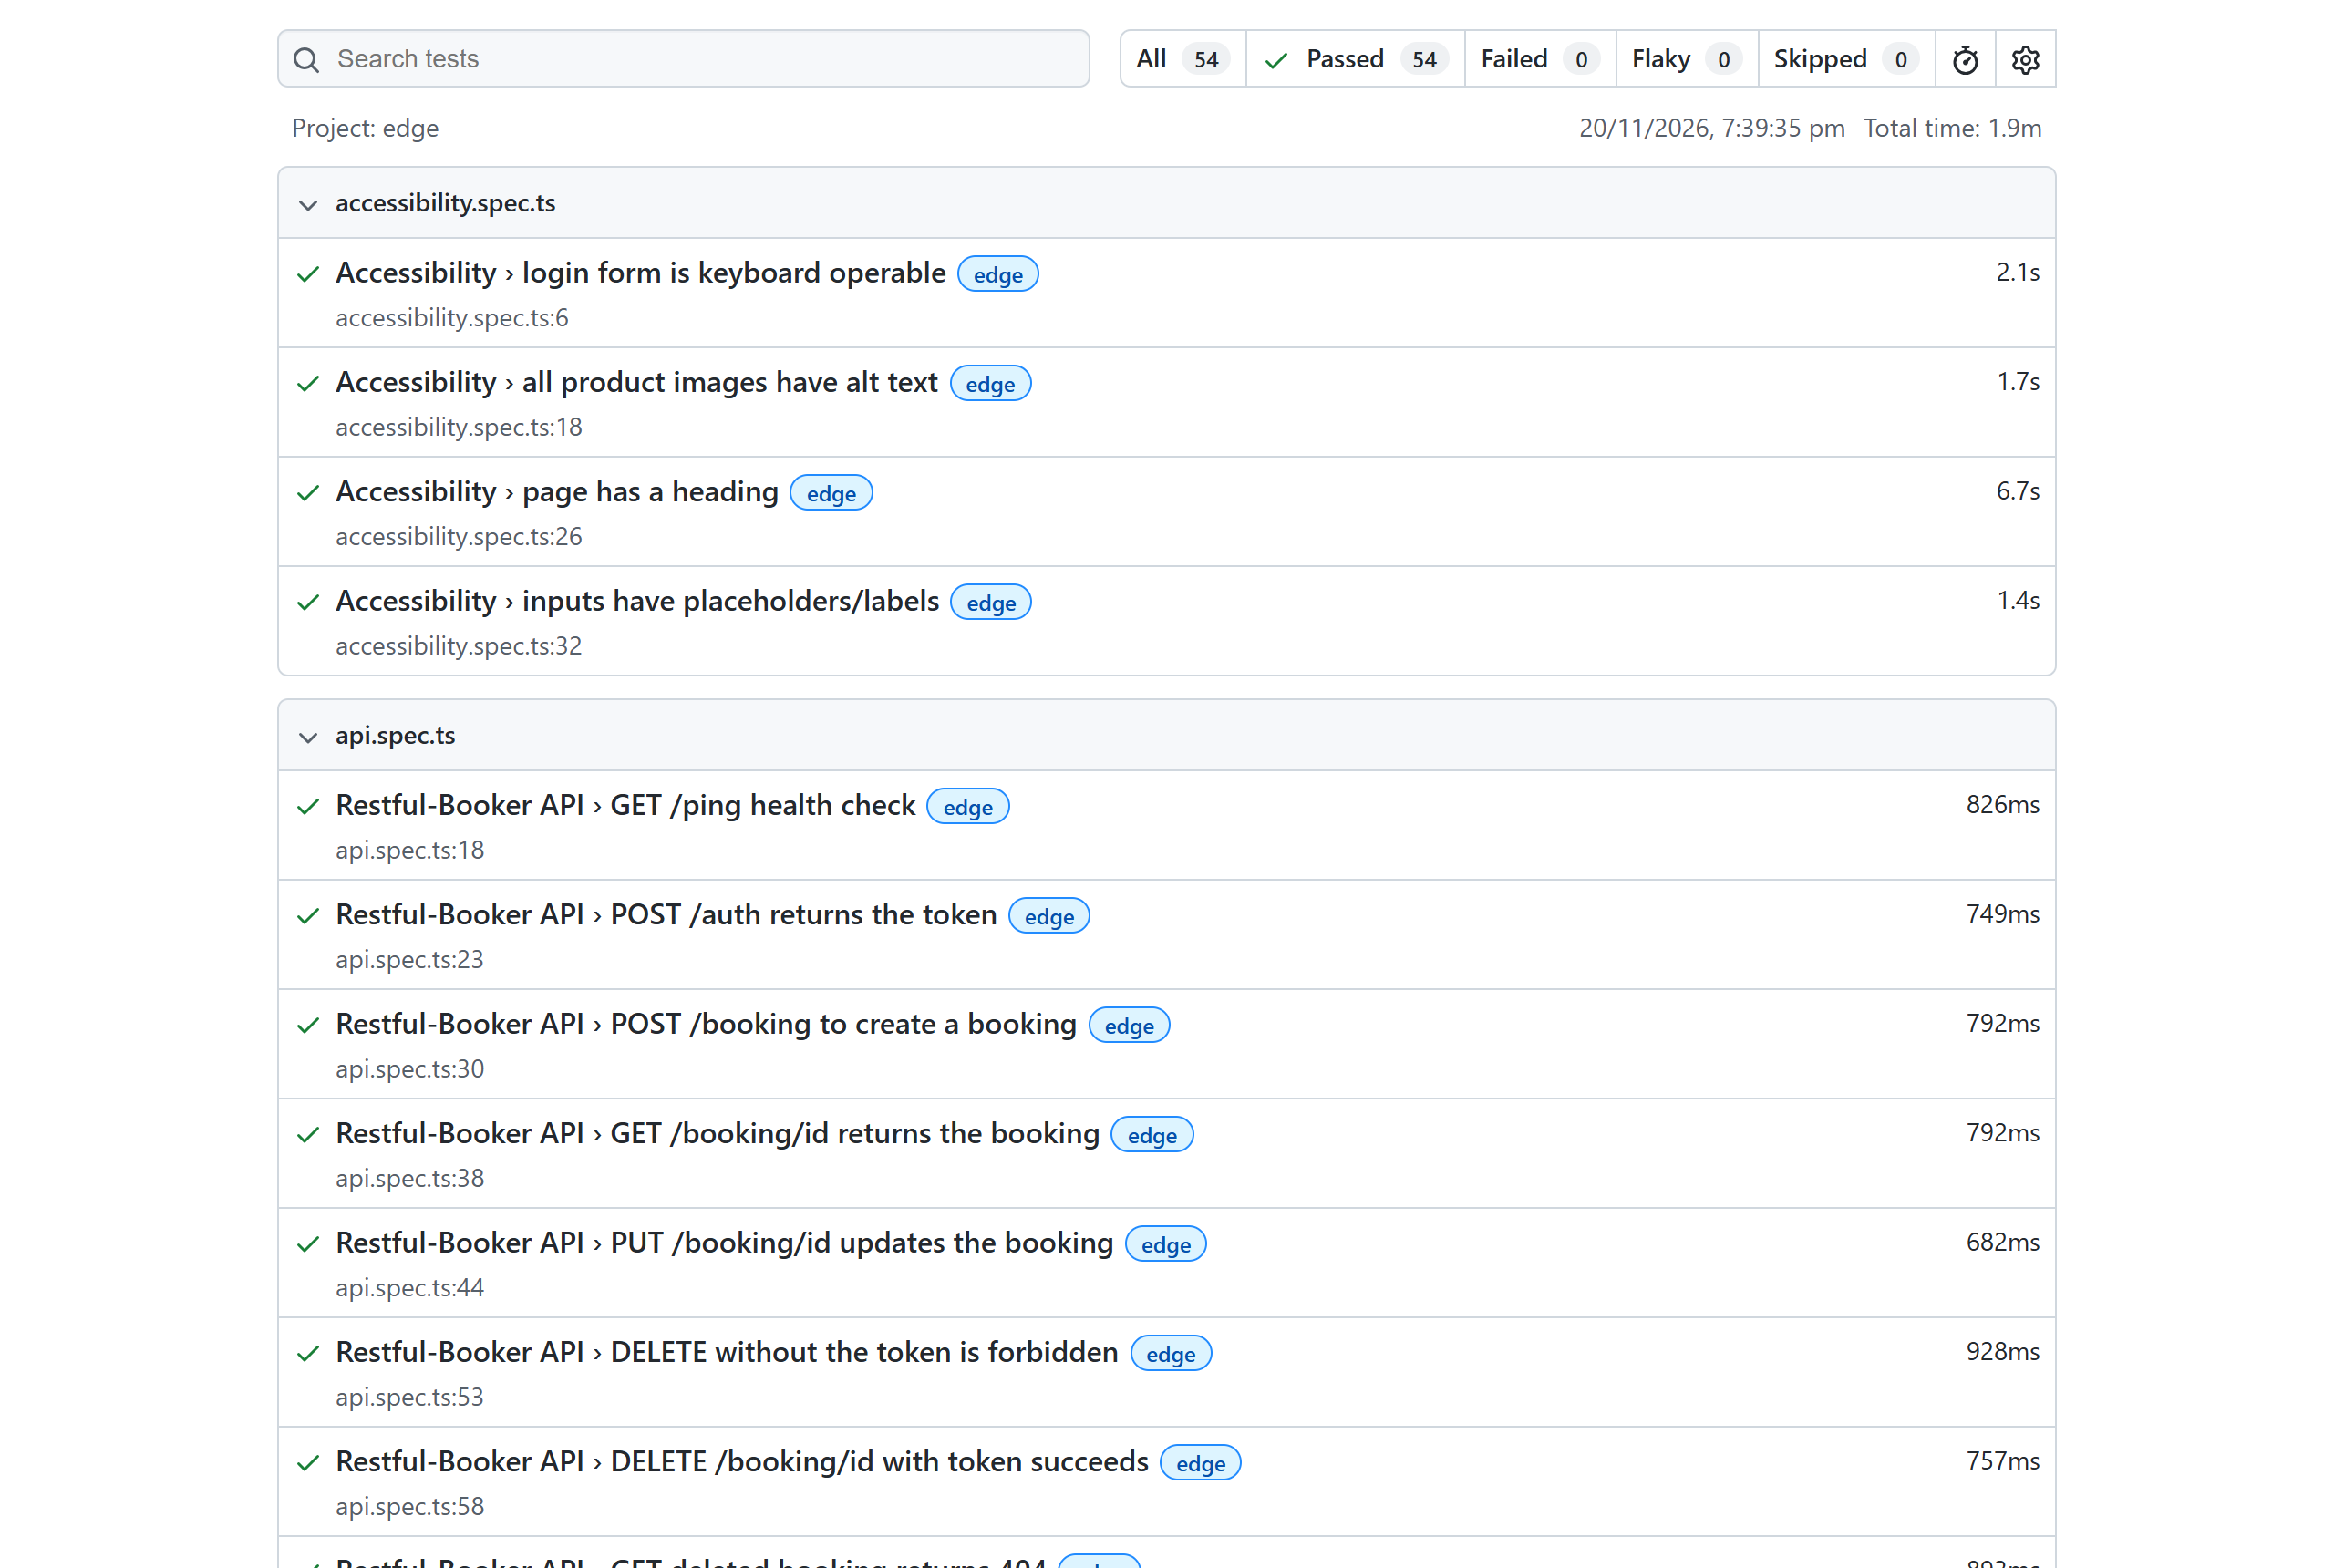 Search tests
All 54 Passed 54 Failed 0 Flaky 0 Skipped 0
Project: edge 20/11/2026, 7:39:35 pm Total time: 1.9m
accessibility.spec.ts
Accessibility › login form is keyboard operable edge 2.1s
accessibility.spec.ts:6
Accessibility › all product images have alt text edge 1.7s
accessibility.spec.ts:18
Accessibility › page has a heading edge 6.7s
accessibility.spec.ts:26
Accessibility › inputs have placeholders/labels edge 1.4s
accessibility.spec.ts:32
api.spec.ts
Restful-Booker API › GET /ping health check edge 826ms
api.spec.ts:18
Restful-Booker API › POST /auth returns the token edge 749ms
api.spec.ts:23
Restful-Booker API › POST /booking to create a booking edge 792ms
api.spec.ts:30
Restful-Booker API › GET /booking/id returns the booking edge 792ms
api.spec.ts:38
Restful-Booker API › PUT /booking/id updates the booking edge 682ms
api.spec.ts:44
Restful-Booker API › DELETE without the token is forbidden edge 928ms
api.spec.ts:53
Restful-Booker API › DELETE /booking/id with token succeeds edge 757ms
api.spec.ts:58
Restful-Booker API › GET deleted booking returns 404